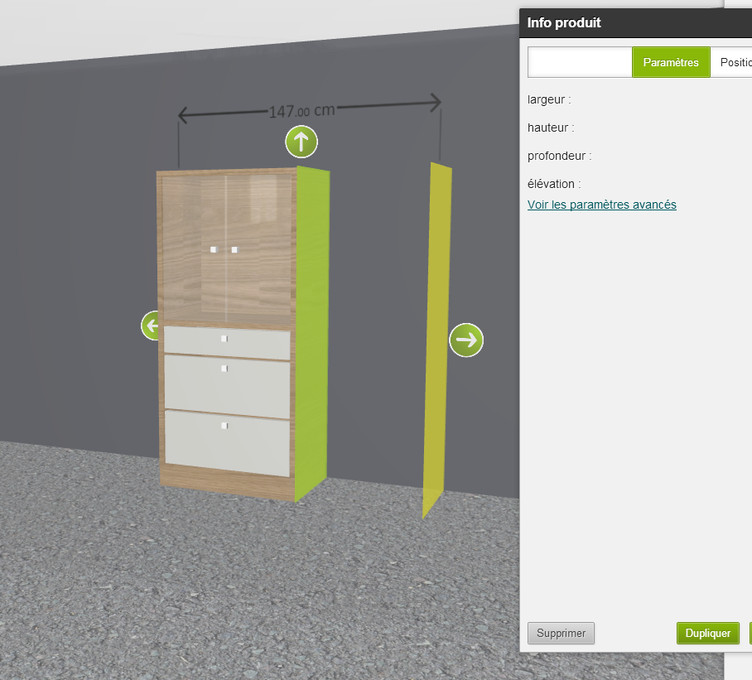 Info produit
Paramètres
Positio
largeur :
hauteur :
profondeur :
élévation :
Voir les paramètres avancés
147.00 cm
Supprimer
Dupliquer